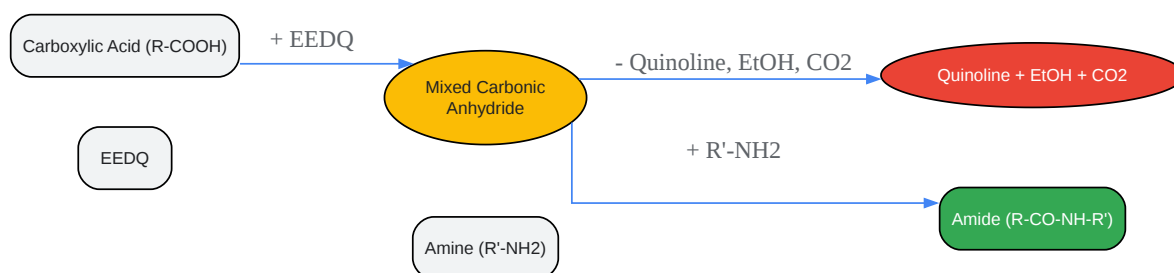 Carboxylic Acid (R-COOH)
+ EEDQ
Mixed Carbonic
Anhydride
- Quinoline, EtOH, CO2
Quinoline + EtOH + CO2
EEDQ
+ R'-NH2
Amine (R'-NH2)
Amide (R-CO-NH-R')